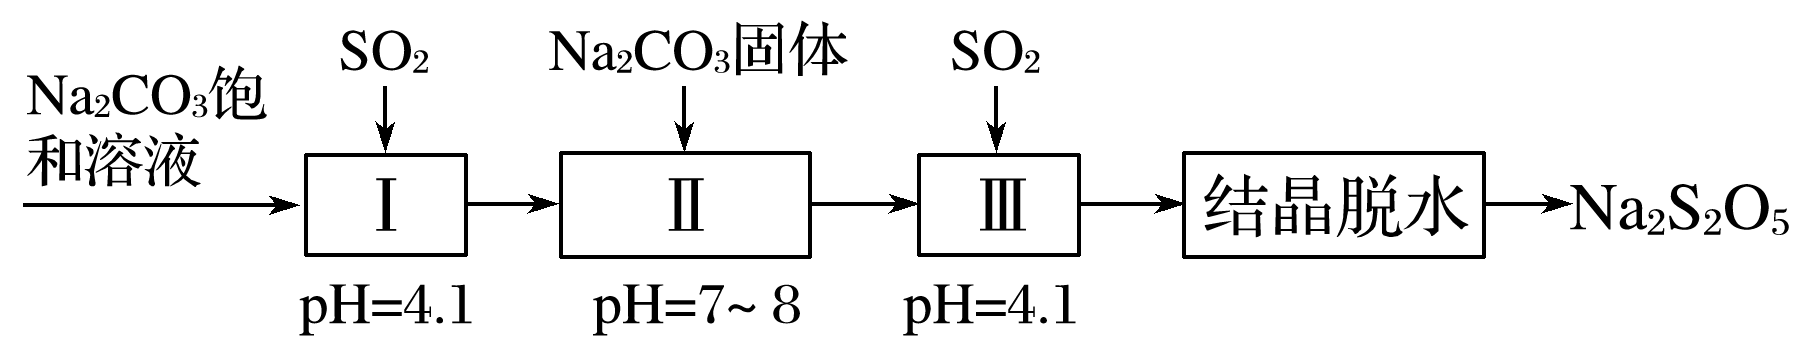 SO₂
Na₂CO₃固体
SO₂
Na₂CO₃饱
和溶液
Ⅰ
Ⅱ
Ⅲ
结晶脱水
Na₂S₂O₅
pH=4.1
pH=7~8
pH=4.1